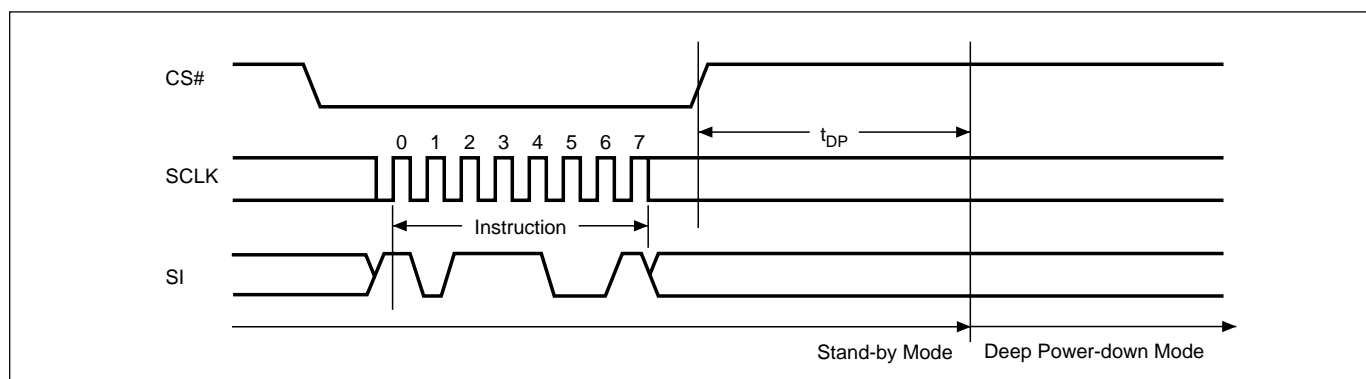 CS#
t_DP
0 1 2 3 4 5 6 7
SCLK
Instruction
SI
Stand-by Mode Deep Power-down Mode